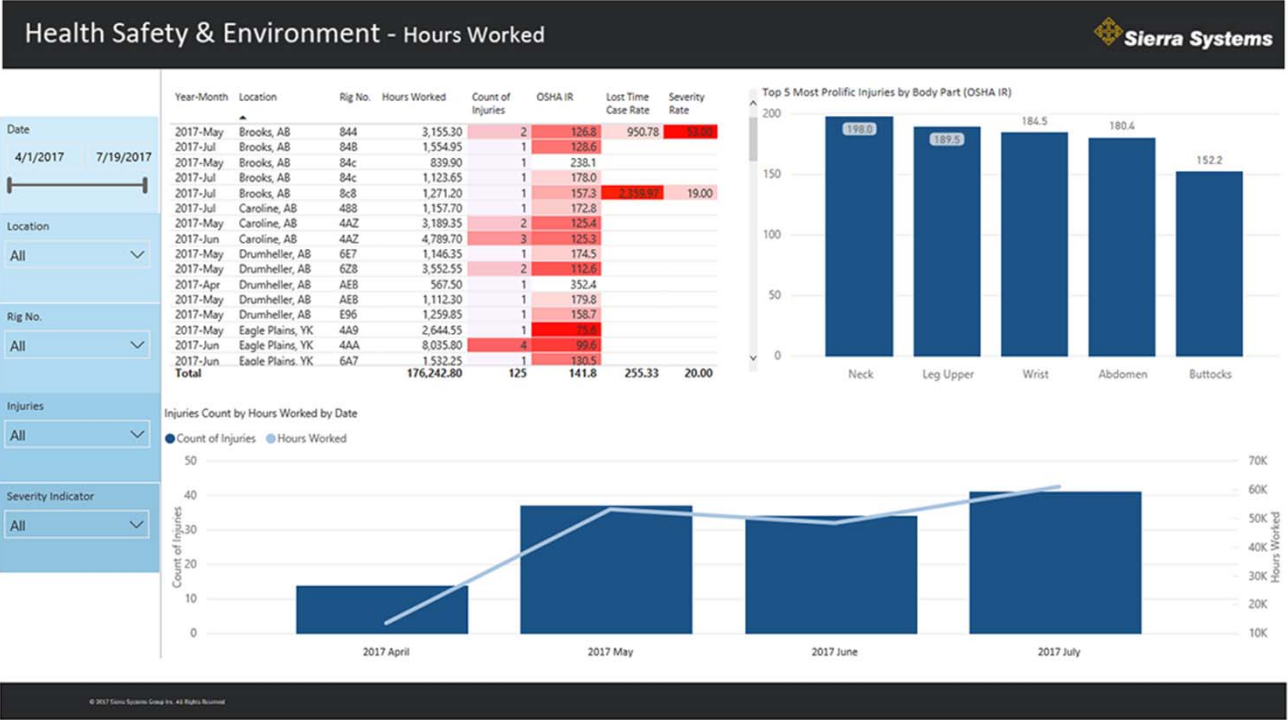 Health Safety & Environment - Hours Worked
Sierra Systems
Date
4/1/2017 7/19/2017
Location
All
Rig No.
All
Injuries
All
Severity Indicator
All
Year-Month Location Rig No. Hours Worked Count of Injuries OSHA IR Lost Time Case Rate Severity Rate
2017-May Brooks, AB 844 3,155.30 2 126.8 950.78 53.00
2017-Jul Brooks, AB 84B 1,554.95 1 128.6
2017-May Brooks, AB 84c 839.90 1 238.1
2017-Jul Brooks, AB 84c 1,123.65 1 178.0
2017-Jul Brooks, AB 8c8 1,271.20 1 157.3 2,359.97 19.00
2017-Jul Caroline, AB 488 1,157.70 1 172.8
2017-May Caroline, AB 4AZ 3,189.35 2 125.4
2017-Jun Caroline, AB 4AZ 4,789.70 3 125.3
2017-May Drumheller, AB 6E7 1,146.35 1 174.5
2017-May Drumheller, AB 6Z8 3,552.55 2 112.6
2017-Apr Drumheller, AB AEB 567.50 1 352.4
2017-May Drumheller, AB AEB 1,112.30 1 179.8
2017-May Drumheller, AB E96 1,259.85 1 158.7
2017-May Eagle Plains, YK 4A9 2,644.55 1 75.6
2017-Jun Eagle Plains, YK 4AA 8,035.80 4 99.6
2017-Jun Eagle Plains, YK 6A7 1,532.25 1 130.5
Total 176,242.80 125 141.8 255.33 20.00
Top 5 Most Prolific Injuries by Body Part (OSHA IR)
200
150
100
50
0
198.0 189.5 184.5 180.4 152.2
Neck Leg Upper Wrist Abdomen Buttocks
Injuries Count by Hours Worked by Date
Count of Injuries Hours Worked
Count of Injuries
50
40
30
20
10
0
70K
60K
50K
40K
30K
20K
10K
Hours Worked
2017 April 2017 May 2017 June 2017 July
© 2017 Sierra Systems Group Inc. All Rights Reserved